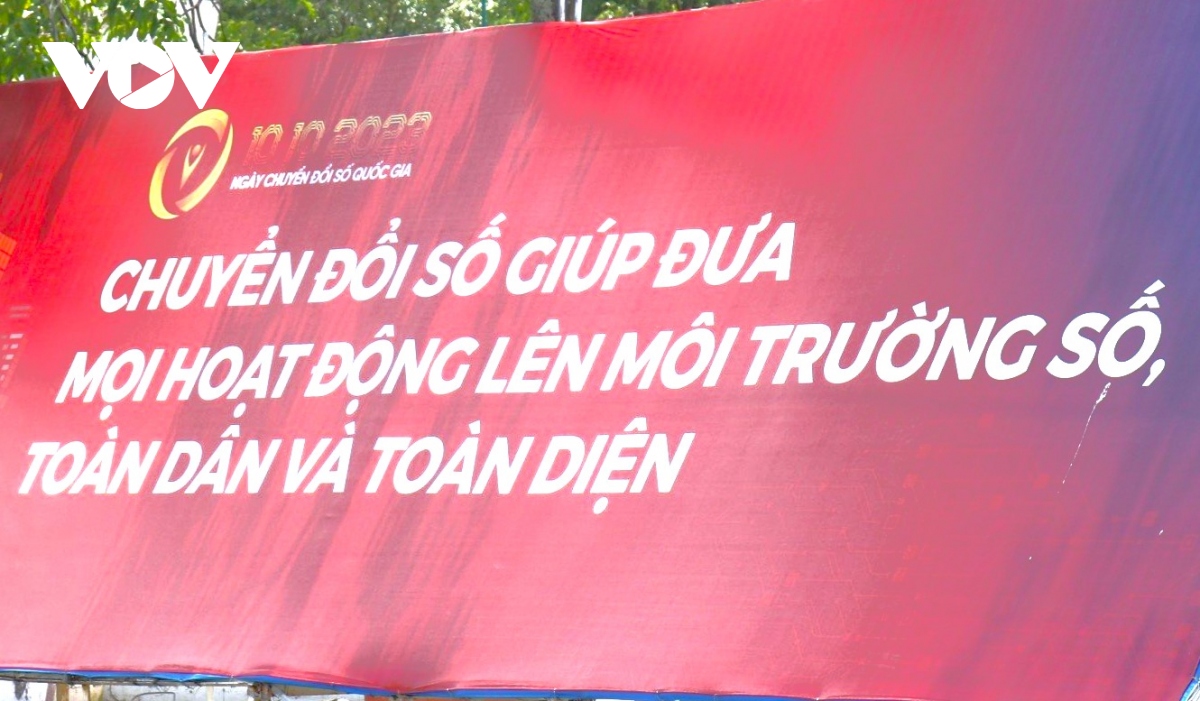 VOV
10.10.2023
NGÀY CHUYỂN ĐỔI SỐ QUỐC GIA
CHUYỂN ĐỔI SỐ GIÚP ĐƯA
MỌI HOẠT ĐỘNG LÊN MÔI TRƯỜNG SỐ,
TOÀN DÂN VÀ TOÀN DIỆN